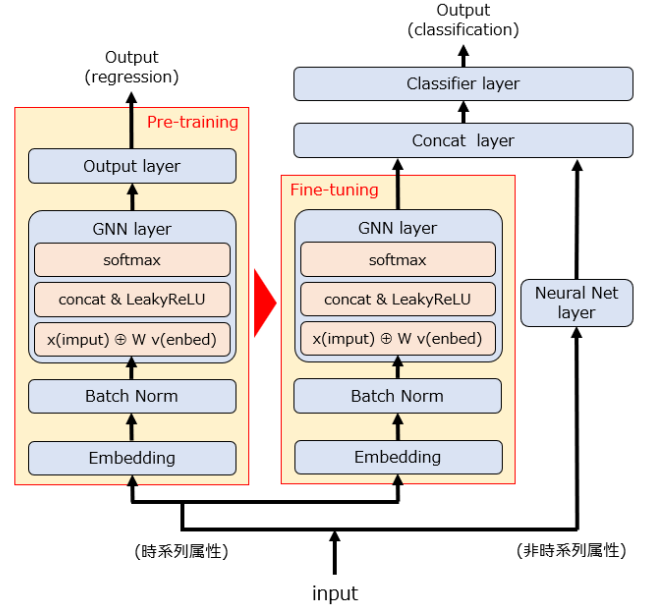 Output
(regression)
Pre-training
Output layer
GNN layer
softmax
concat & LeakyReLU
x(imput) ⊕ W v(enbed)
Batch Norm
Embedding
Output
(classification)
Classifier layer
Concat layer
Fine-tuning
GNN layer
softmax
concat & LeakyReLU
x(imput) ⊕ W v(enbed)
Batch Norm
Embedding
Neural Net
layer
(時系列属性)
(非時系列属性)
input